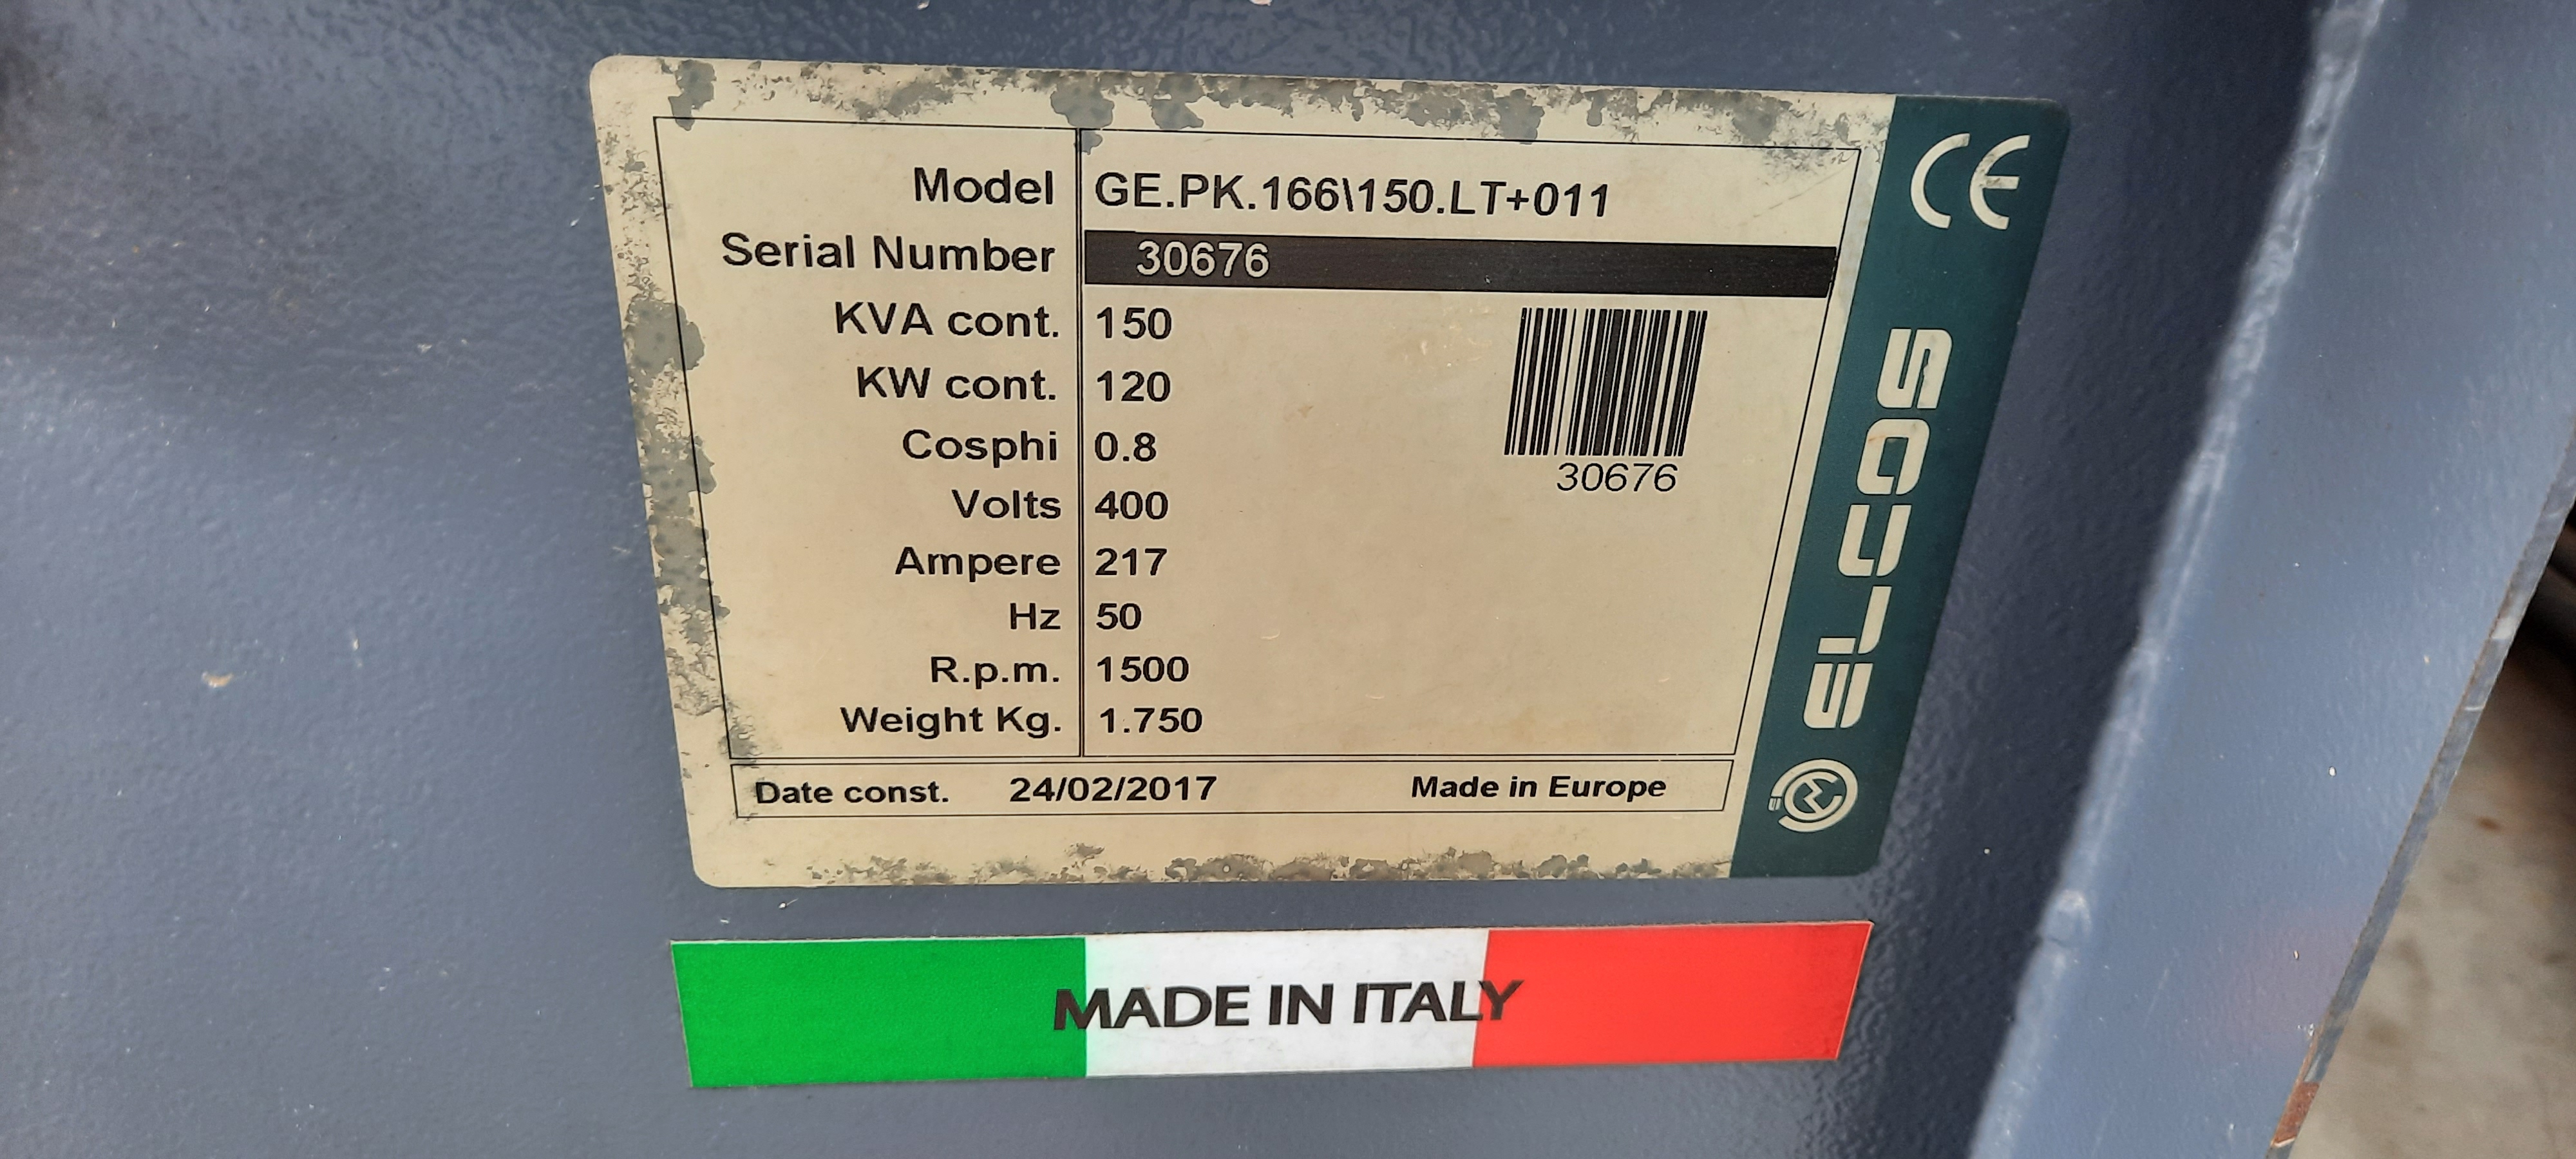 Model GE.PK.166\150.LT+011
Serial Number 30676
KVA cont. 150
KW cont. 120
Cosphi 0.8
Volts 400
Ampere 217
Hz 50
R.p.m. 1500
Weight Kg. 1.750
30676
Date const. 24/02/2017 Made in Europe
CE
MADE IN ITALY